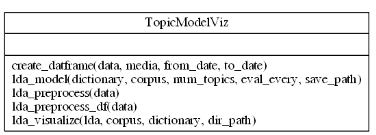 TopicModelViz
create_datframe(data, media, from_date, to_date)
lda_model(dictionary, corpus, num_topics, eval_every, save_path)
lda_preprocess(data)
lda_preprocess_df(data)
lda_visualize(lda, corpus, dictionary, dir_path)